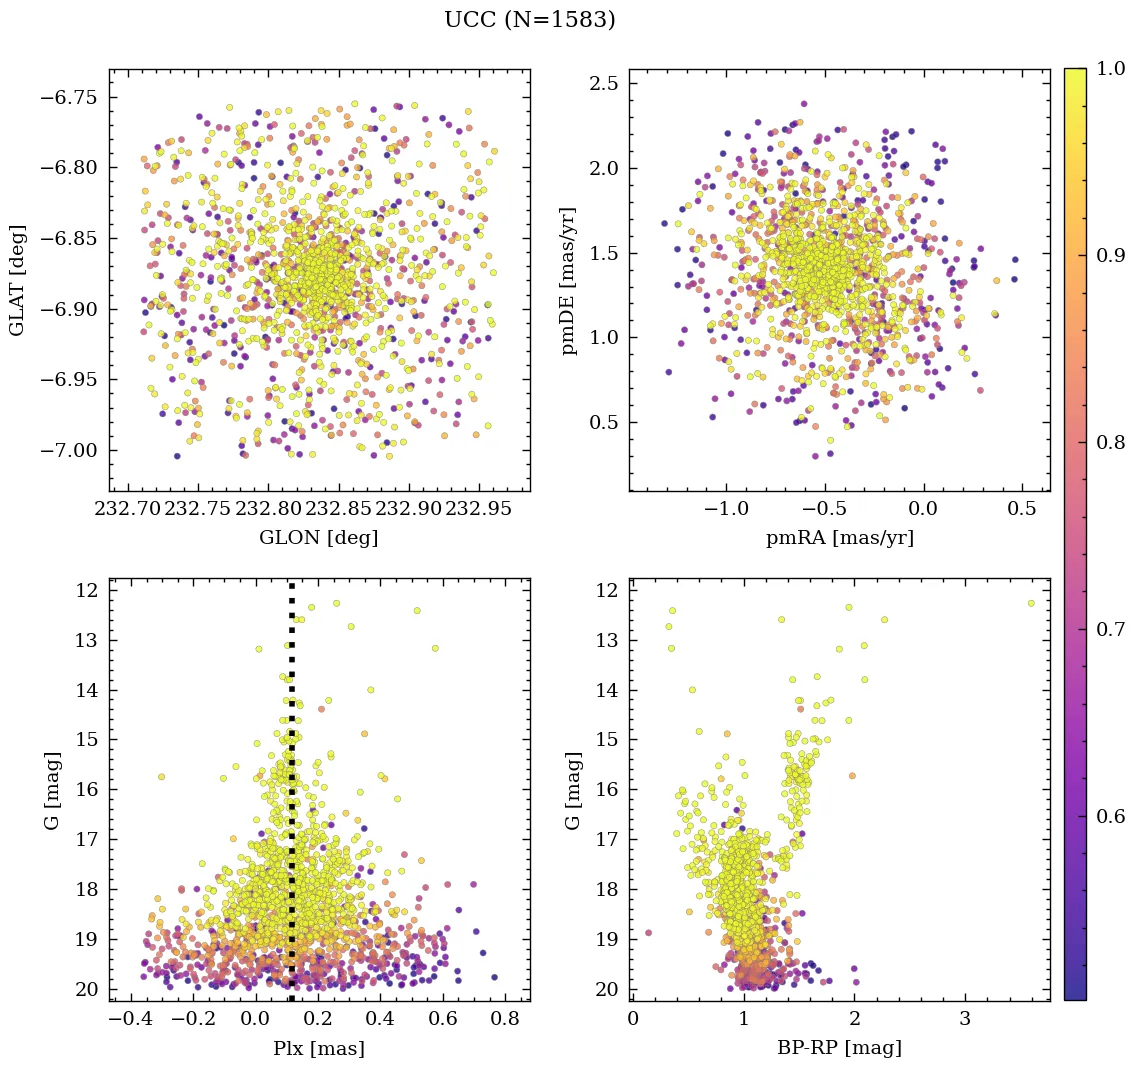 UCC (N=1583)
−6.75
−6.80
−6.85
−6.90
−6.95
−7.00
GLAT [deg]
232.70 232.75 232.80 232.85 232.90 232.95
GLON [deg]
2.5
2.0
1.5
1.0
0.5
pmDE [mas/yr]
−1.0 −0.5 0.0 0.5
pmRA [mas/yr]
12
13
14
15
16
17
18
19
20
G [mag]
−0.4 −0.2 0.0 0.2 0.4 0.6 0.8
Plx [mas]
12
13
14
15
16
17
18
19
20
G [mag]
0 1 2 3
BP-RP [mag]
1.0
0.9
0.8
0.7
0.6